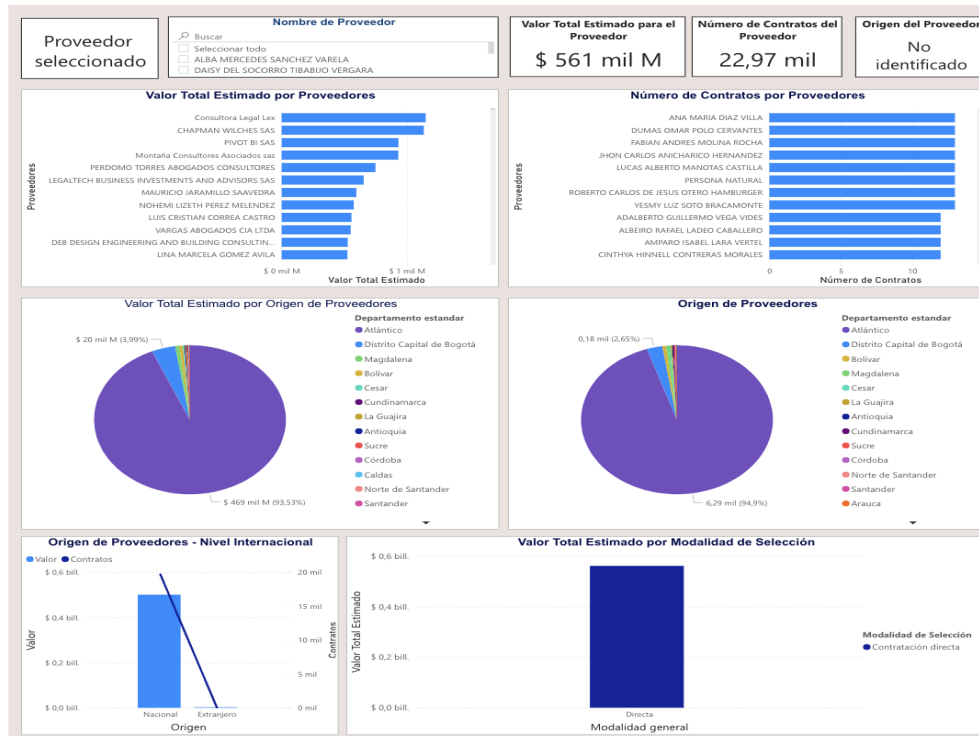 Proveedor
seleccionado
Nombre de Proveedor
Buscar
Seleccionar todo
ALBA MERCEDES SANCHEZ VARELA
DAISY DEL SOCORRO TIBABIJO VERGARA
Valor Total Estimado para el
Proveedor
$ 561 mil M
Número de Contratos del
Proveedor
22,97 mil
Origen del Proveedor
No
identificado
Valor Total Estimado por Proveedores
Proveedores
Consultora Legal Lex
CHAPMAN WILCHES SAS
PIVOT BI SAS
Montaña Consultores Asociados sas
PERDOMO TORRES ABOGADOS CONSULTORES
LEGALTECH BUSINESS INVESTMENTS AND ADVISORS SAS
MAURICIO JARAMILLO SAAVEDRA
NOHEMI LIZETH PEREZ MELENDEZ
LUIS CRISTIAN CORREA CASTRO
VARGAS ABOGADOS CIA LTDA
DEB DESIGN ENGINEERING AND BUILDING CONSULTIN...
LINA MARCELA GOMEZ AVILA
$ 0 mil M
$ 1 mil M
Valor Total Estimado
Número de Contratos por Proveedores
Proveedores
ANA MARIA DIAZ VILLA
DUMAS OMAR POLO CERVANTES
FABIAN ANDRES MOLINA ROCHA
JHON CARLOS ANICHARICO HERNANDEZ
LUCAS ALBERTO MANOTAS CASTILLA
PERSONA NATURAL
ROBERTO CARLOS DE JESUS OTERO HAMBURGER
YESMY LUZ SOTO BRACAMONTE
ADALBERTO GUILLERMO VEGA VIDES
ALBEIRO RAFAEL LADEO CABALLERO
AMPARO ISABEL LARA VERTEL
CINTHYA HINNELL CONTRERAS MORALES
0
5
10
Número de Contratos
Valor Total Estimado por Origen de Proveedores
$ 20 mil M (3,99%)
$ 469 mil M (93,53%)
Departamento estandar
Atlántico
Distrito Capital de Bogotá
Magdalena
Bolívar
Cesar
Cundinamarca
La Guajira
Antioquia
Sucre
Córdoba
Caldas
Norte de Santander
Santander
Origen de Proveedores
0,18 mil (2,65%)
6,29 mil (94,9%)
Departamento estandar
Atlántico
Distrito Capital de Bogotá
Bolívar
Magdalena
Cesar
La Guajira
Antioquia
Cundinamarca
Sucre
Córdoba
Norte de Santander
Santander
Arauca
Origen de Proveedores - Nivel Internacional
Valor
Contratos
$ 0,6 bill.
$ 0,4 bill.
$ 0,2 bill.
$ 0,0 bill.
Valor
20 mil
15 mil
10 mil
5 mil
0 mil
Contratos
Nacional
Extranjero
Origen
Valor Total Estimado por Modalidad de Selección
Valor Total Estimado
$ 0,6 bill.
$ 0,4 bill.
$ 0,2 bill.
$ 0,0 bill.
Directa
Modalidad general
Modalidad de Selección
Contratación directa